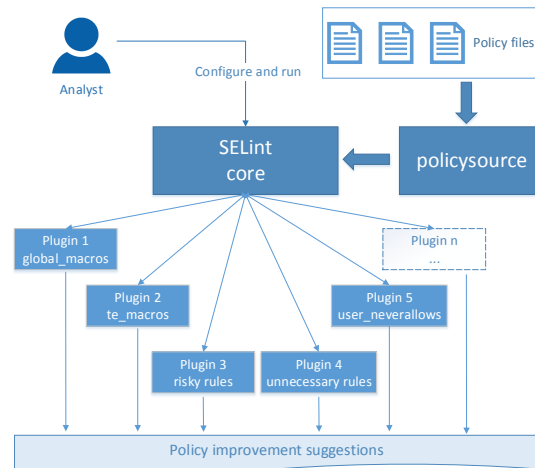 Policy files
Configure and run
Analyst
SELint
core
policysource
Plugin 1
global_macros
Plugin n
...
Plugin 2
te_macros
Plugin 5
user_neverallows
Plugin 3
risky rules
Plugin 4
unnecessary rules
Policy improvement suggestions